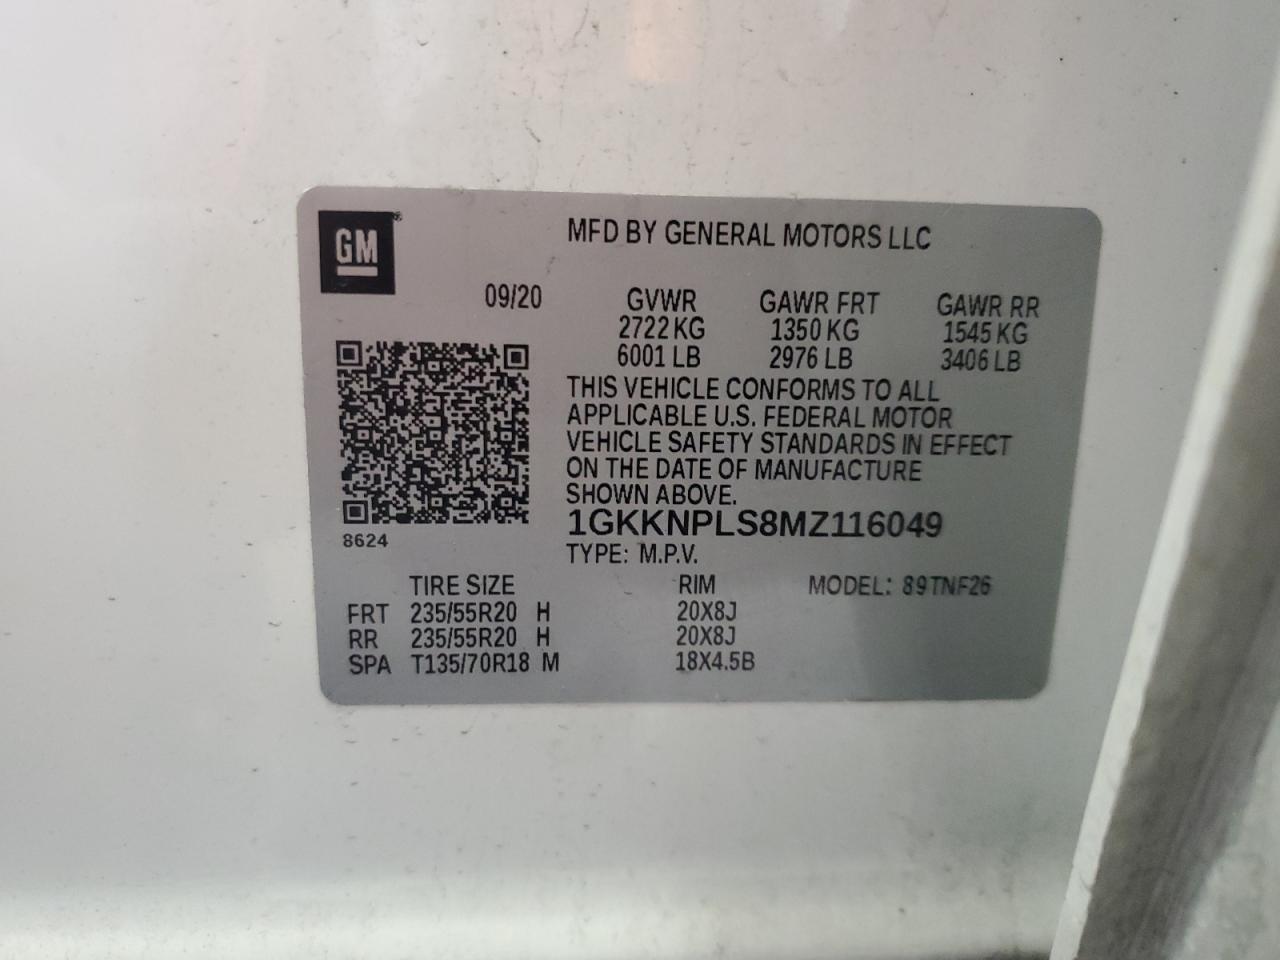 GM®
MFD BY GENERAL MOTORS LLC
09/20 GVWR GAWR FRT GAWR RR
2722 KG 1350 KG 1545 KG
6001 LB 2976 LB 3406 LB
THIS VEHICLE CONFORMS TO ALL
APPLICABLE U.S. FEDERAL MOTOR
VEHICLE SAFETY STANDARDS IN EFFECT
ON THE DATE OF MANUFACTURE
SHOWN ABOVE.
1GKKNPLS8MZ116049
8624
TYPE: M.P.V.
TIRE SIZE RIM MODEL: 89TNF26
FRT 235/55R20 H 20X8J
RR 235/55R20 H 20X8J
SPA T135/70R18 M 18X4.5B